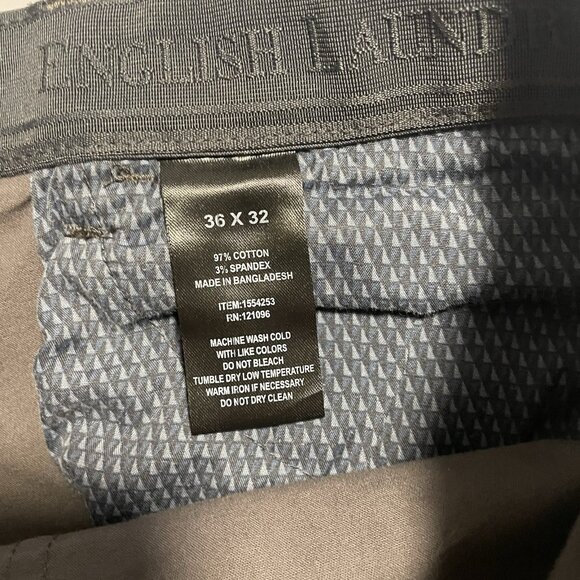 ENGLISH LAUNDR
36 X 32
97% COTTON
3% SPANDEX
MADE IN BANGLADESH
ITEM:1554253
RN:121096
MACHINE WASH COLD
WITH LIKE COLORS
DO NOT BLEACH
TUMBLE DRY LOW TEMPERATURE
WARM IRON IF NECESSARY
DO NOT DRY CLEAN